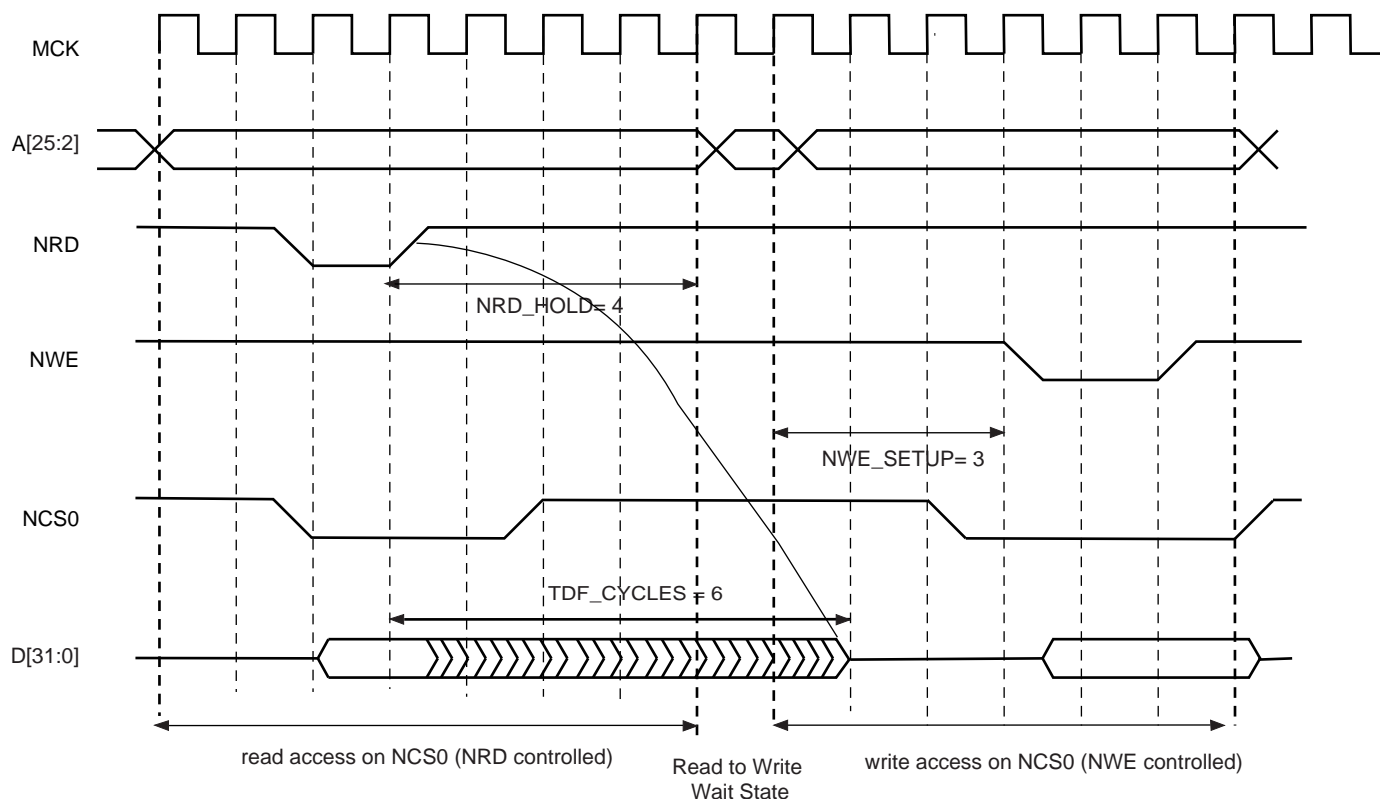 MCK
A[25:2]
NRD
NRD_HOLD= 4
NWE
NWE_SETUP= 3
NCS0
TDF_CYCLES = 6
D[31:0]
read access on NCS0 (NRD controlled)
Read to Write
Wait State
write access on NCS0 (NWE controlled)